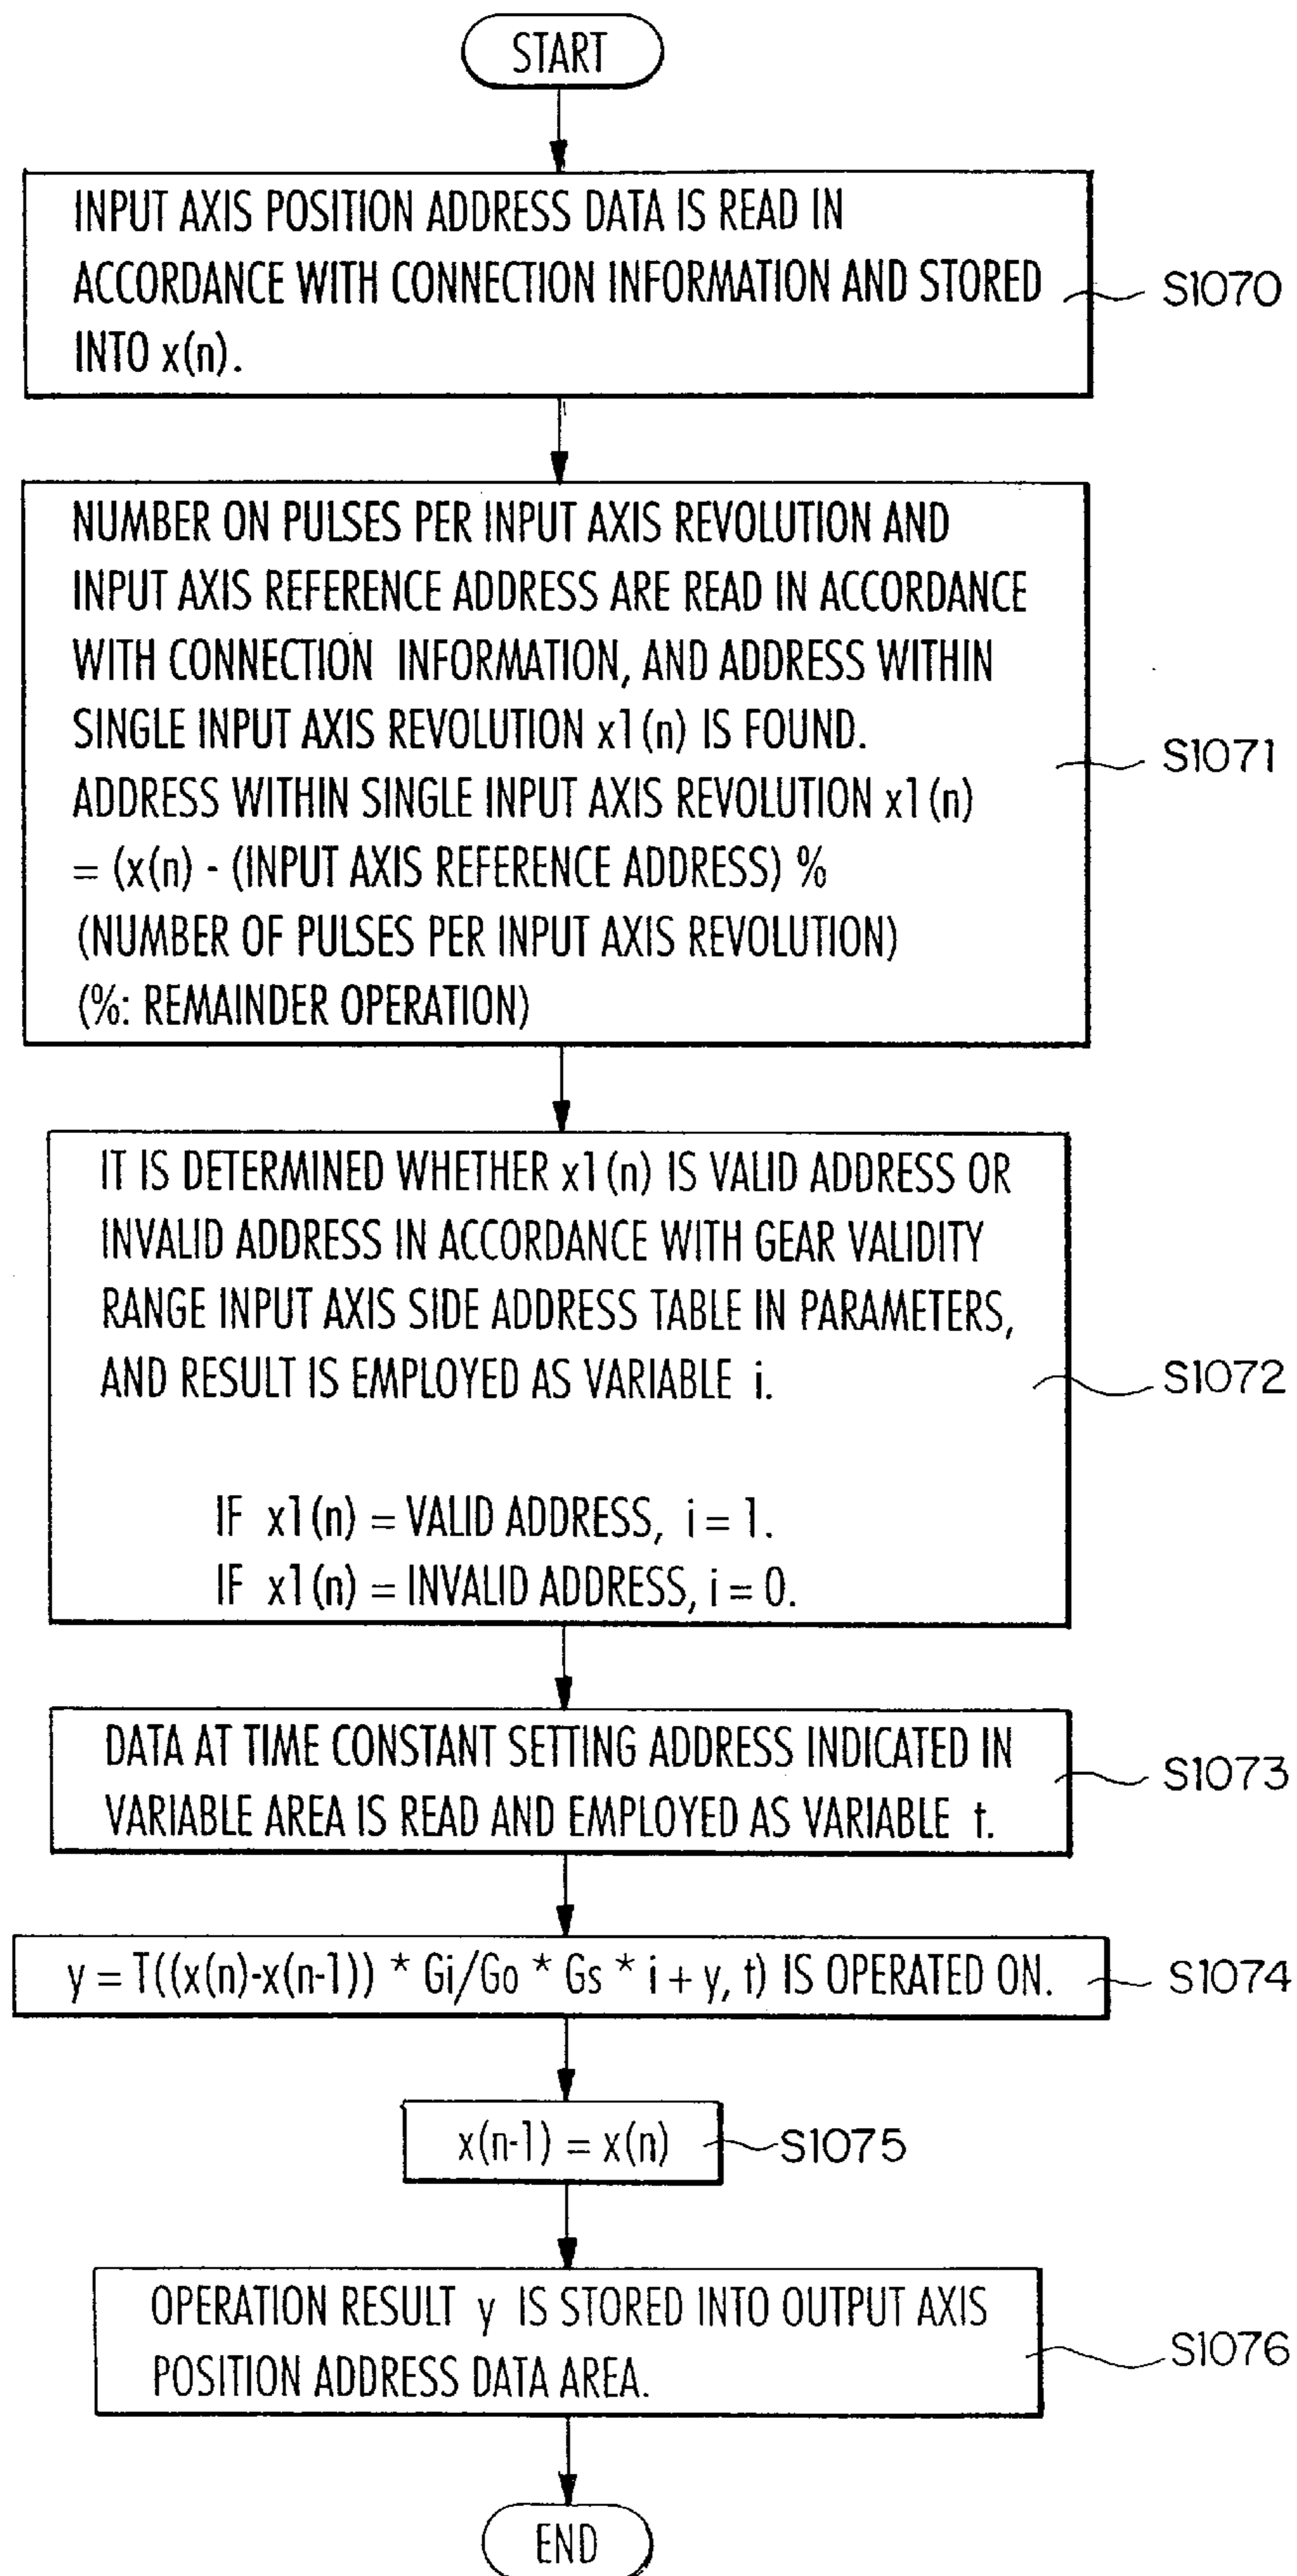 START
INPUT AXIS POSITION ADDRESS DATA IS READ IN
ACCORDANCE WITH CONNECTION INFORMATION AND STORED
INTO x(n).
S1070
NUMBER ON PULSES PER INPUT AXIS REVOLUTION AND
INPUT AXIS REFERENCE ADDRESS ARE READ IN ACCORDANCE
WITH CONNECTION INFORMATION, AND ADDRESS WITHIN
SINGLE INPUT AXIS REVOLUTION x1(n) IS FOUND.
ADDRESS WITHIN SINGLE INPUT AXIS REVOLUTION x1(n)
= (x(n) - (INPUT AXIS REFERENCE ADDRESS) %
(NUMBER OF PULSES PER INPUT AXIS REVOLUTION)
(%: REMAINDER OPERATION)
S1071
IT IS DETERMINED WHETHER x1(n) IS VALID ADDRESS OR
INVALID ADDRESS IN ACCORDANCE WITH GEAR VALIDITY
RANGE INPUT AXIS SIDE ADDRESS TABLE IN PARAMETERS,
AND RESULT IS EMPLOYED AS VARIABLE i.
IF x1(n) = VALID ADDRESS, i = 1.
IF x1(n) = INVALID ADDRESS, i = 0.
S1072
DATA AT TIME CONSTANT SETTING ADDRESS INDICATED IN
VARIABLE AREA IS READ AND EMPLOYED AS VARIABLE t.
S1073
y = T((x(n)-x(n-1)) * Gi/Go * Gs * i + y, t) IS OPERATED ON.
S1074
x(n-1) = x(n)
S1075
OPERATION RESULT y IS STORED INTO OUTPUT AXIS
POSITION ADDRESS DATA AREA.
S1076
END